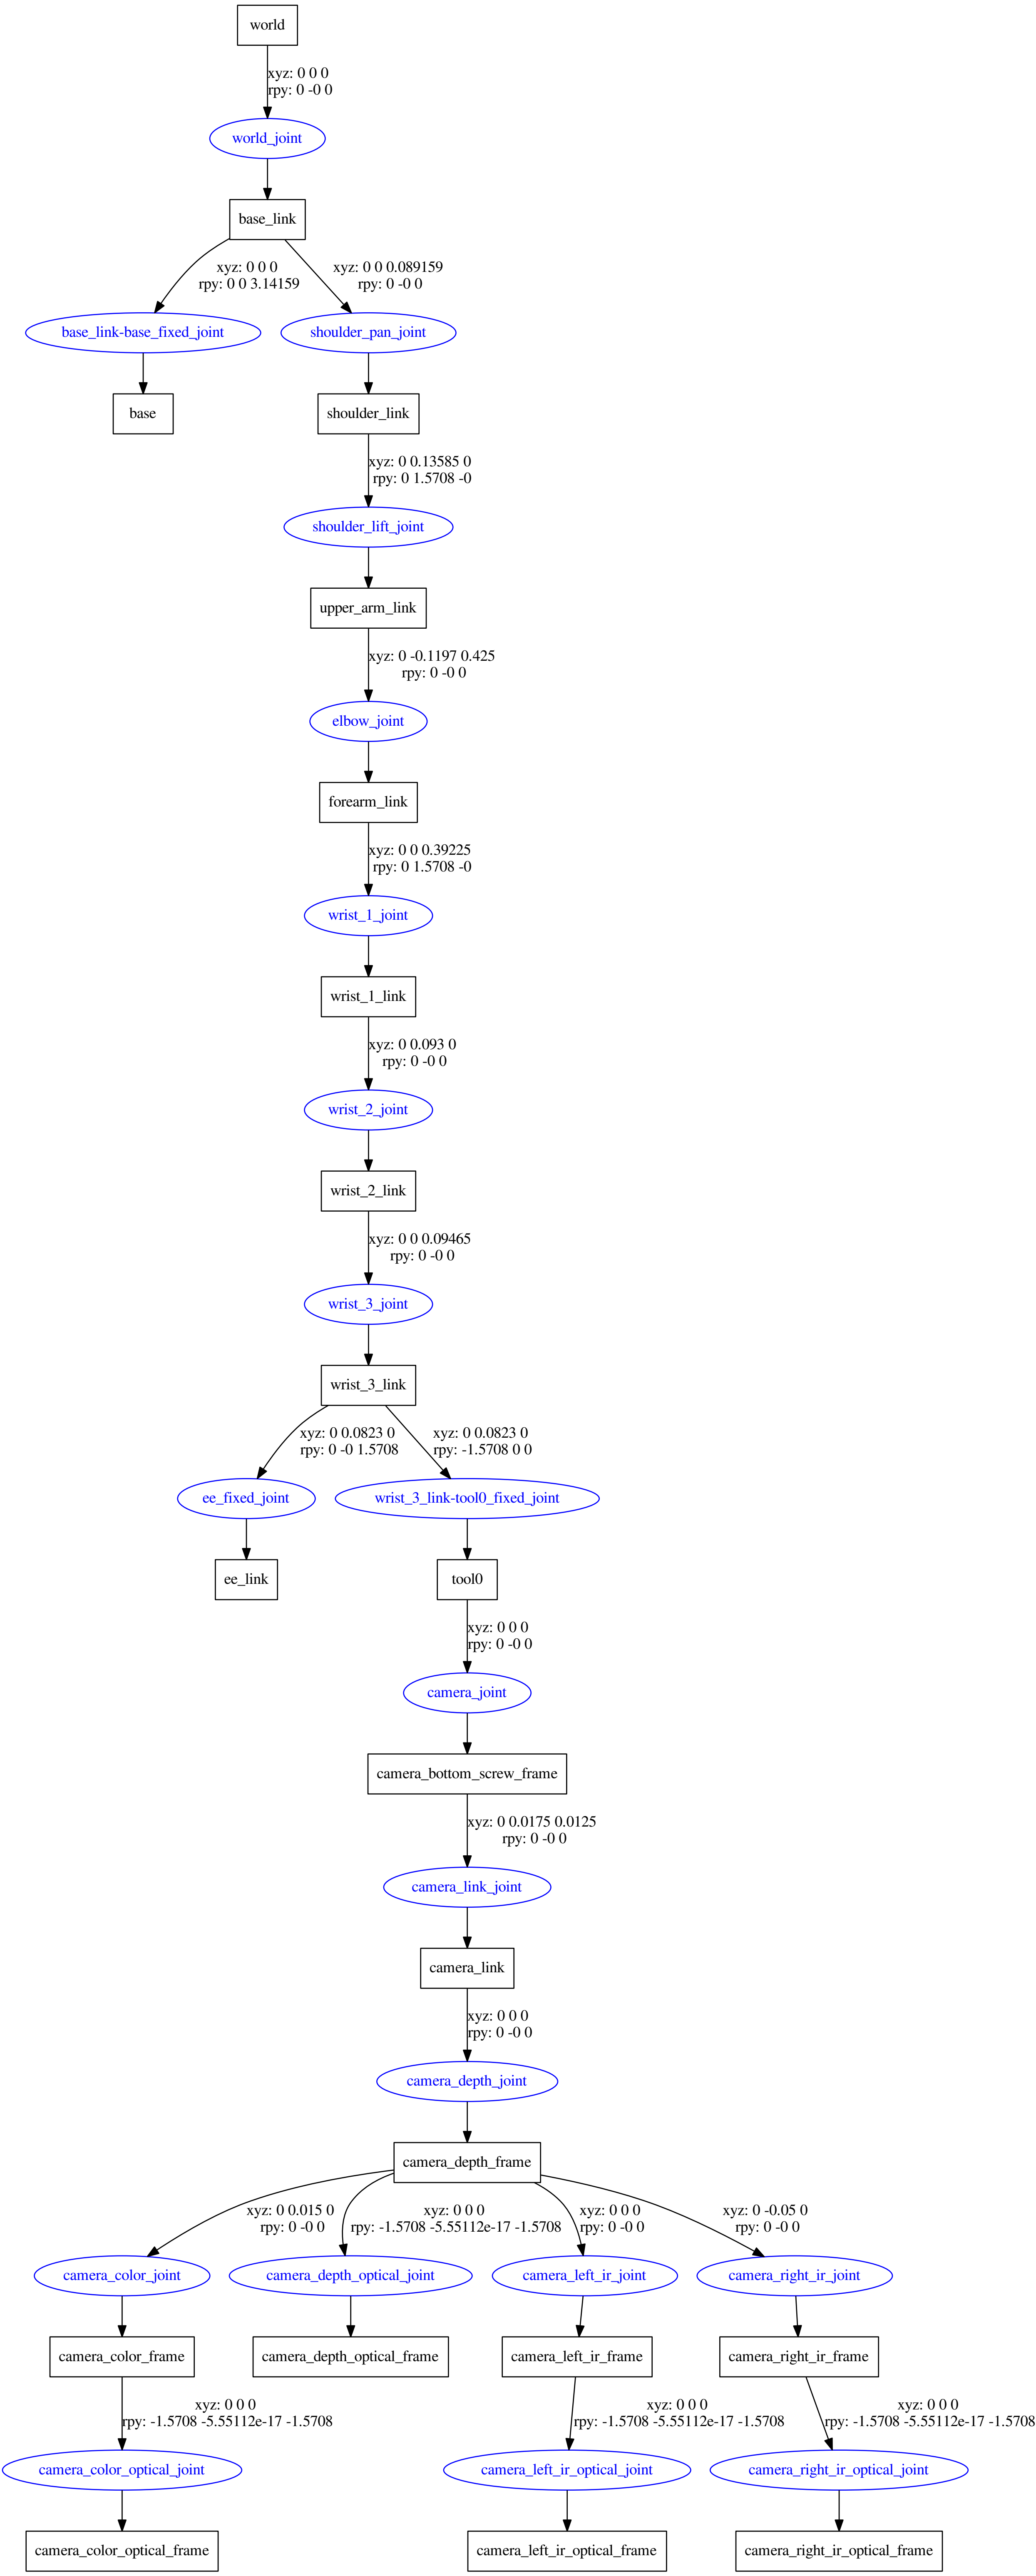 world
xyz: 0 0 0
rpy: 0 -0 0
world_joint
base_link
xyz: 0 0 0
rpy: 0 0 3.14159
xyz: 0 0 0.089159
rpy: 0 -0 0
base_link-base_fixed_joint
shoulder_pan_joint
base
shoulder_link
xyz: 0 0.13585 0
rpy: 0 1.5708 -0
shoulder_lift_joint
upper_arm_link
xyz: 0 -0.1197 0.425
rpy: 0 -0 0
elbow_joint
forearm_link
xyz: 0 0 0.39225
rpy: 0 1.5708 -0
wrist_1_joint
wrist_1_link
xyz: 0 0.093 0
rpy: 0 -0 0
wrist_2_joint
wrist_2_link
xyz: 0 0 0.09465
rpy: 0 -0 0
wrist_3_joint
wrist_3_link
xyz: 0 0.0823 0
rpy: 0 -0 1.5708
xyz: 0 0.0823 0
rpy: -1.5708 0 0
ee_fixed_joint
wrist_3_link-tool0_fixed_joint
ee_link
tool0
xyz: 0 0 0
rpy: 0 -0 0
camera_joint
camera_bottom_screw_frame
xyz: 0 0.0175 0.0125
rpy: 0 -0 0
camera_link_joint
camera_link
xyz: 0 0 0
rpy: 0 -0 0
camera_depth_joint
camera_depth_frame
xyz: 0 0.015 0
rpy: 0 -0 0
xyz: 0 0 0
rpy: -1.5708 -5.55112e-17 -1.5708
xyz: 0 0 0
rpy: 0 -0 0
xyz: 0 -0.05 0
rpy: 0 -0 0
camera_color_joint
camera_depth_optical_joint
camera_left_ir_joint
camera_right_ir_joint
camera_color_frame
camera_depth_optical_frame
camera_left_ir_frame
camera_right_ir_frame
xyz: 0 0 0
rpy: -1.5708 -5.55112e-17 -1.5708
xyz: 0 0 0
rpy: -1.5708 -5.55112e-17 -1.5708
xyz: 0 0 0
rpy: -1.5708 -5.55112e-17 -1.5708
camera_color_optical_joint
camera_left_ir_optical_joint
camera_right_ir_optical_joint
camera_color_optical_frame
camera_left_ir_optical_frame
camera_right_ir_optical_frame